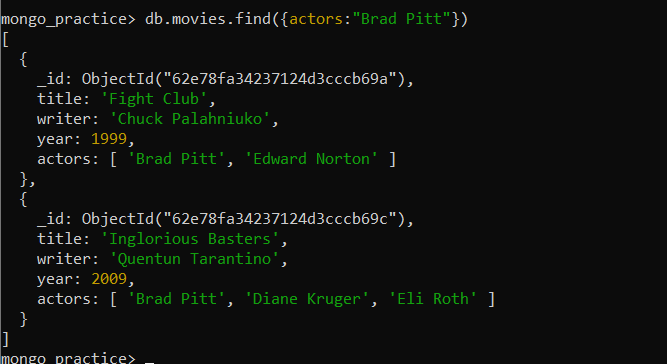 mongo_practice> db.movies.find({actors:"Brad Pitt"})
[
  {
    _id: ObjectId("62e78fa34237124d3cccb69a"),
    title: 'Fight Club',
    writer: 'Chuck Palahniuko',
    year: 1999,
    actors: [ 'Brad Pitt', 'Edward Norton' ]
  },
  {
    _id: ObjectId("62e78fa34237124d3cccb69c"),
    title: 'Inglorious Basters',
    writer: 'Quentun Tarantino',
    year: 2009,
    actors: [ 'Brad Pitt', 'Diane Kruger', 'Eli Roth' ]
  }
]
mongo_practice> _